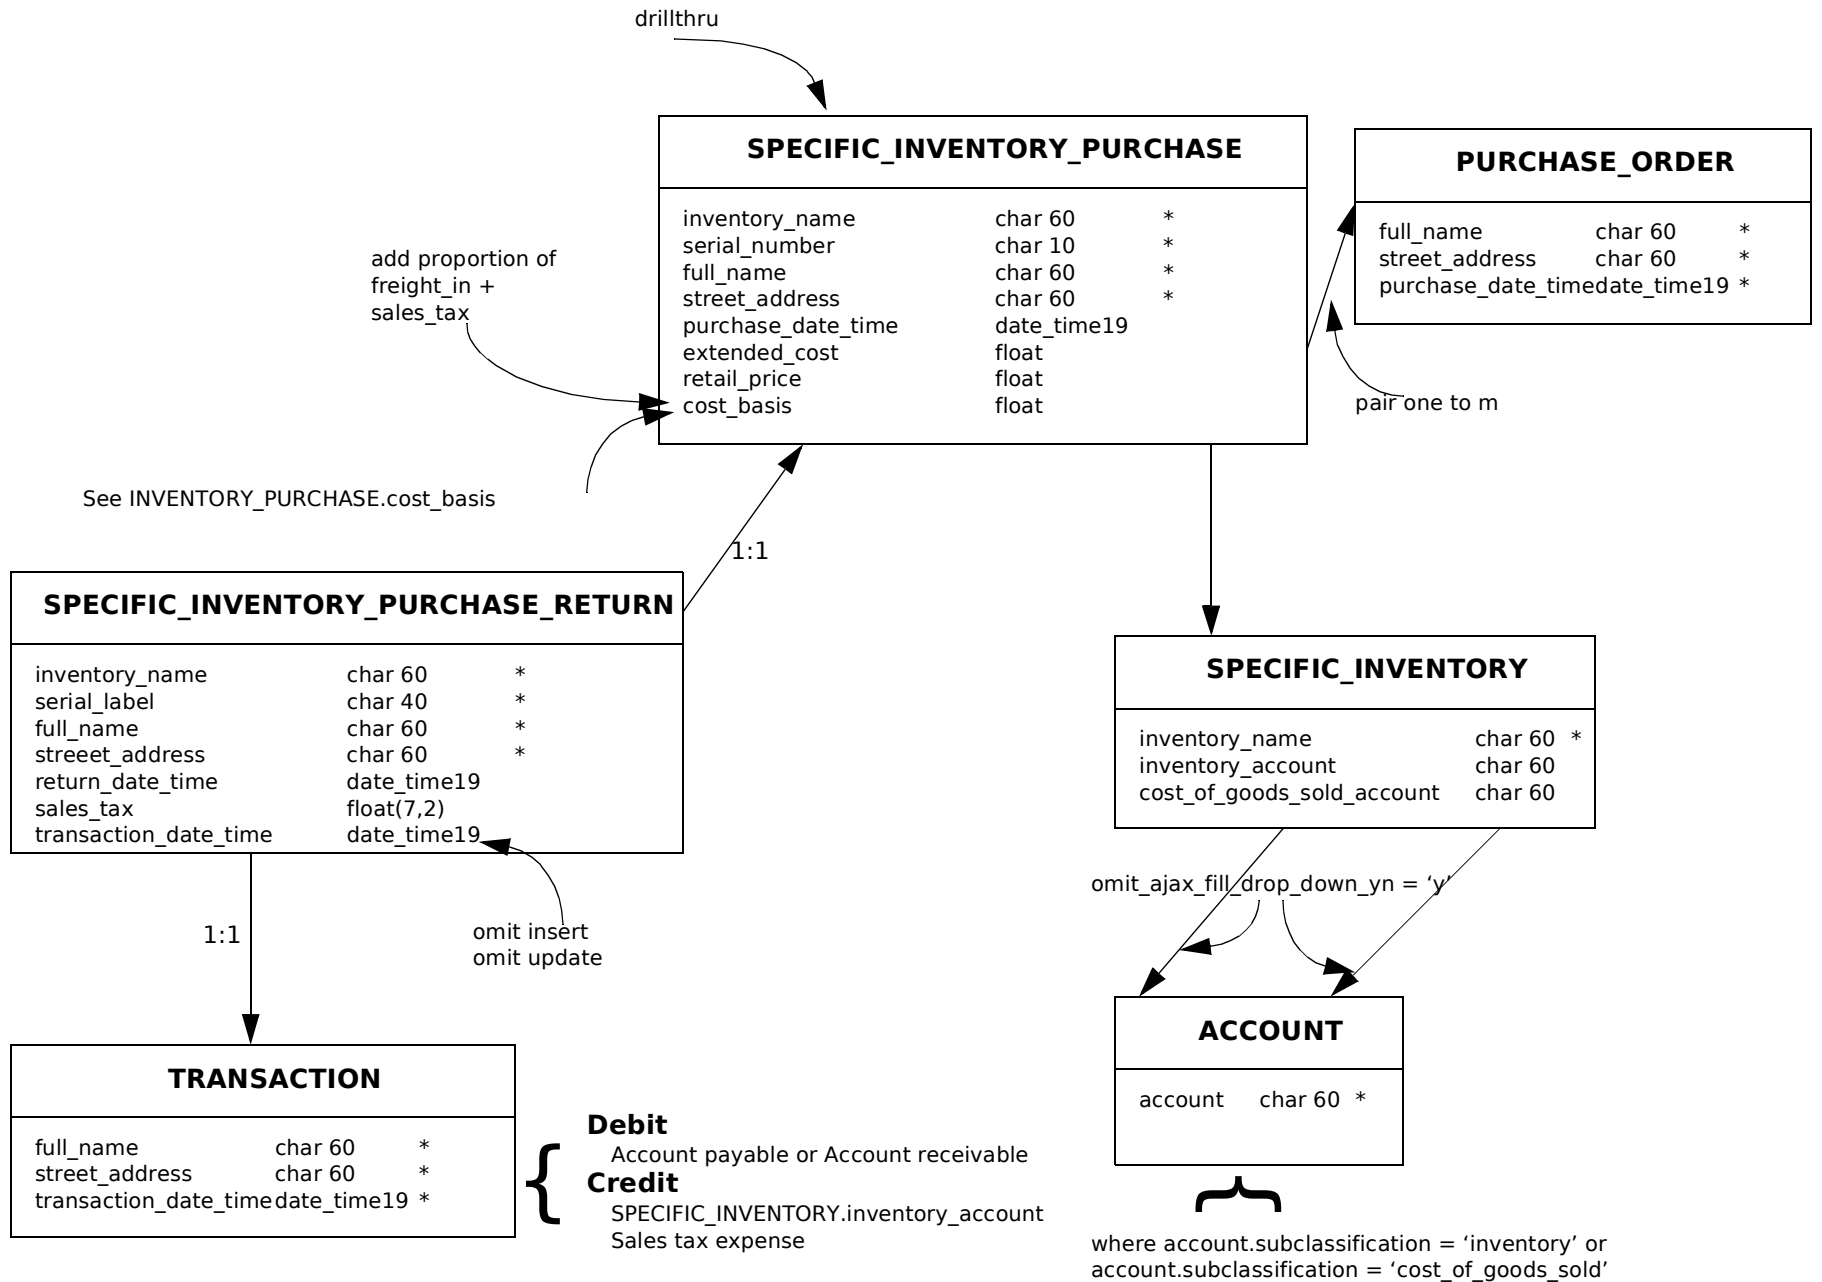 drillthru
SPECIFIC_INVENTORY_PURCHASE
inventory_name char 60 *
serial_number char 10 *
full_name char 60 *
street_address char 60 *
purchase_date_time date_time19
extended_cost float
retail_price float
cost_basis float
PURCHASE_ORDER
full_name char 60 *
street_address char 60 *
purchase_date_time date_time19 *
pair one to m
add proportion of
freight_in +
sales_tax
See INVENTORY_PURCHASE.cost_basis
1:1
SPECIFIC_INVENTORY_PURCHASE_RETURN
inventory_name char 60 *
serial_label char 40 *
full_name char 60 *
streeet_address char 60 *
return_date_time date_time19
sales_tax float(7,2)
transaction_date_time date_time19
omit insert
omit update
1:1
SPECIFIC_INVENTORY
inventory_name char 60 *
inventory_account char 60
cost_of_goods_sold_account char 60
omit_ajax_fill_drop_down_yn = ‘y’
ACCOUNT
account char 60 *
where account.subclassification = ‘inventory’ or
account.subclassification = ‘cost_of_goods_sold’
TRANSACTION
full_name char 60 *
street_address char 60 *
transaction_date_time date_time19 *
{
Debit
Account payable or Account receivable
Credit
SPECIFIC_INVENTORY.inventory_account
Sales tax expense